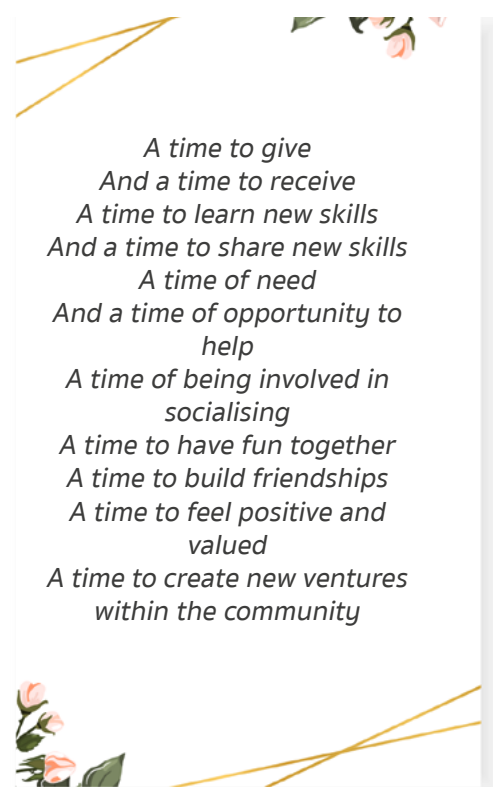 A time to give
And a time to receive
A time to learn new skills
And a time to share new skills
A time of need
And a time of opportunity to
help
A time of being involved in
socialising
A time to have fun together
A time to build friendships
A time to feel positive and
valued
A time to create new ventures
within the community